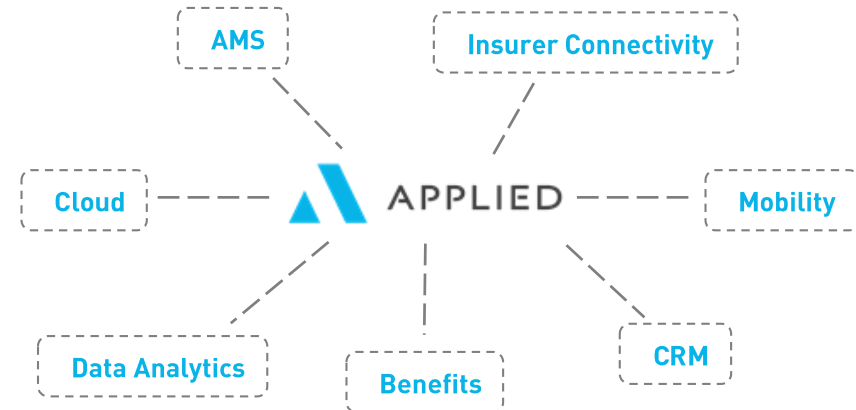 AMS
Insurer Connectivity
Cloud
APPLIED
Mobility
Data Analytics
Benefits
CRM